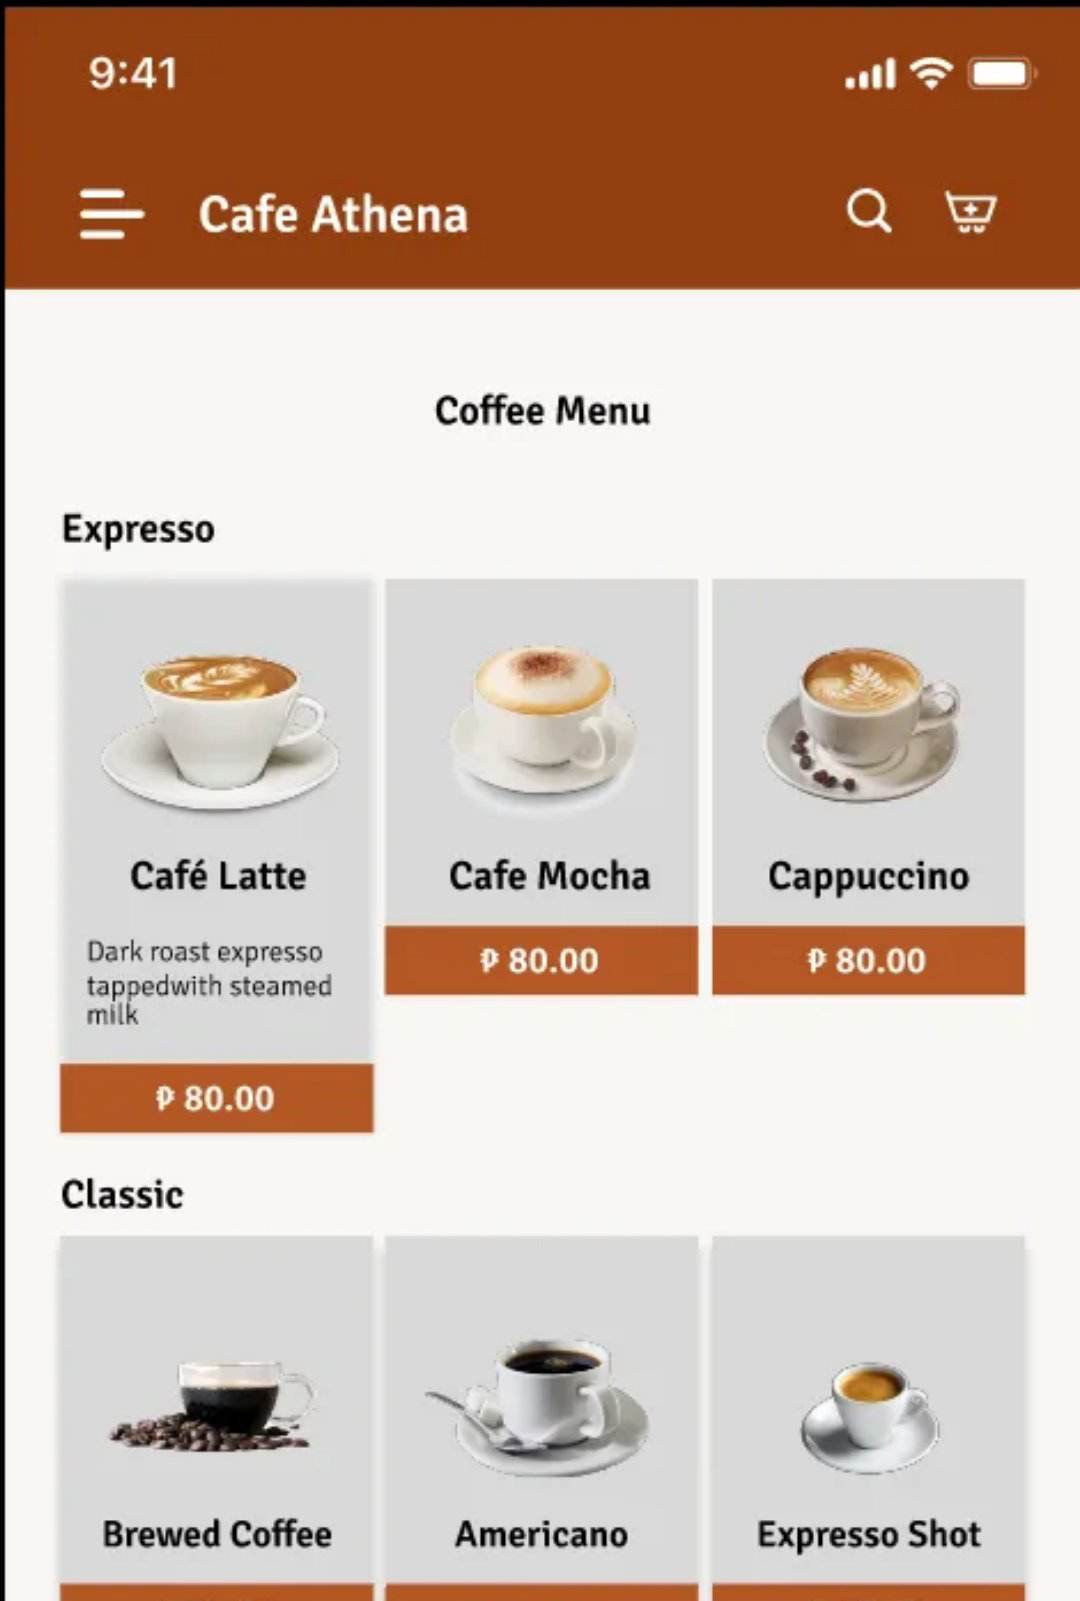 9:41
Cafe Athena
Coffee Menu
Expresso
Café Latte
Cafe Mocha
Cappuccino
Dark roast expresso
tappedwith steamed
milk
₱ 80.00
₱ 80.00
₱ 80.00
Classic
Brewed Coffee
Americano
Expresso Shot